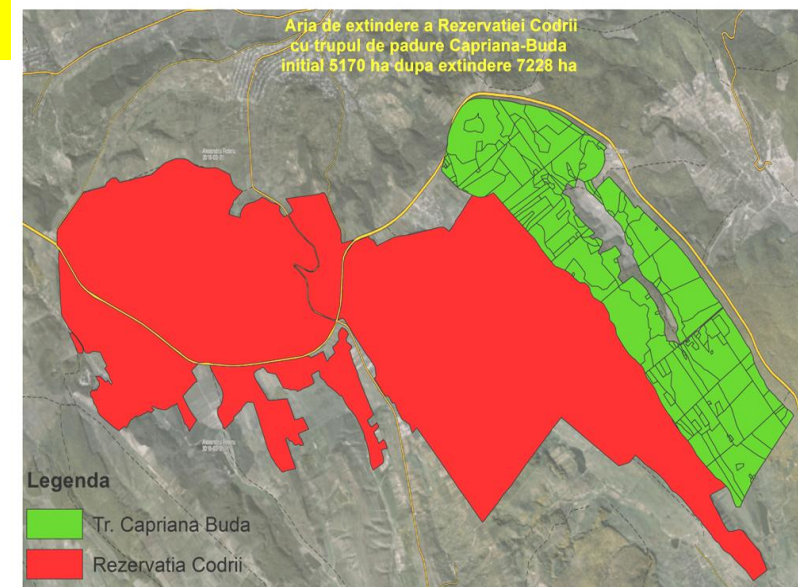 Aria de extindere a Rezervatiei Codrii
cu trupul de padure Capriana-Buda
initial 5170 ha dupa extindere 7228 ha
Legenda
Tr. Capriana Buda
Rezervatia Codrii